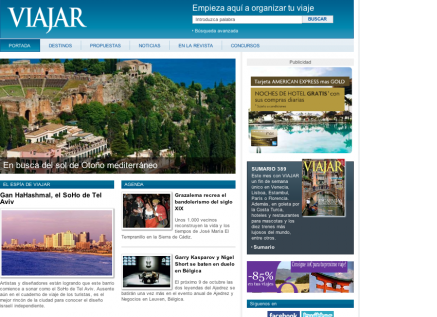 VIAJAR
Empieza aquí a organizar tu viaje
Introduzca palabra
BUSCAR
Búsqueda avanzada
PORTADA
DESTINOS
PROPUESTAS
NOTICIAS
EN LA REVISTA
CONCURSOS
En busca del sol de Otoño mediterráneo
EL ESPÍA DE VIAJAR
Gan HaHashmal, el SoHo de Tel
Aviv
Artistas y diseñadores están logrando que este barrio
comience a sonar como el SoHo de Tel Aviv. Ausente
aún en el cuaderno de viaje de los turistas, es el
mejor rincón de la ciudad para conocer el diseño
israelí independiente.
AGENDA
Grazalema recrea el
bandolerismo del siglo
XIX
Unos 1.000 vecinos
reconstruyen la vida y los
tiempos de José María El
Tempranillo en la Sierra de Cádiz.
Garry Kasparov y Nigel
Short se baten en duelo
en Bélgica
El próximo 9 de octubre las
dos leyendas del Ajedrez se
batirán una vez más en el evento anual de Ajedrez y
Negocios en Leuven, Bélgica.
Publicidad
Tarjeta AMERICAN EXPRESS MÁS GOLD
NOCHES DE HOTEL GRATIS* con
sus compras diarias
SUMARIO 369
Este mes con VIAJAR
un fin de semana
único en Venecia,
Lisboa, Estambul,
París o Florencia.
Además, en goleta por
la Costa Turca,
hoteles y restaurantes
para mascotas y los
diez trenes más
lujosos del mundo,
entre otros.
Sumario
VIAJAR
-85%
en tus viajes
Síguenos en
facebook